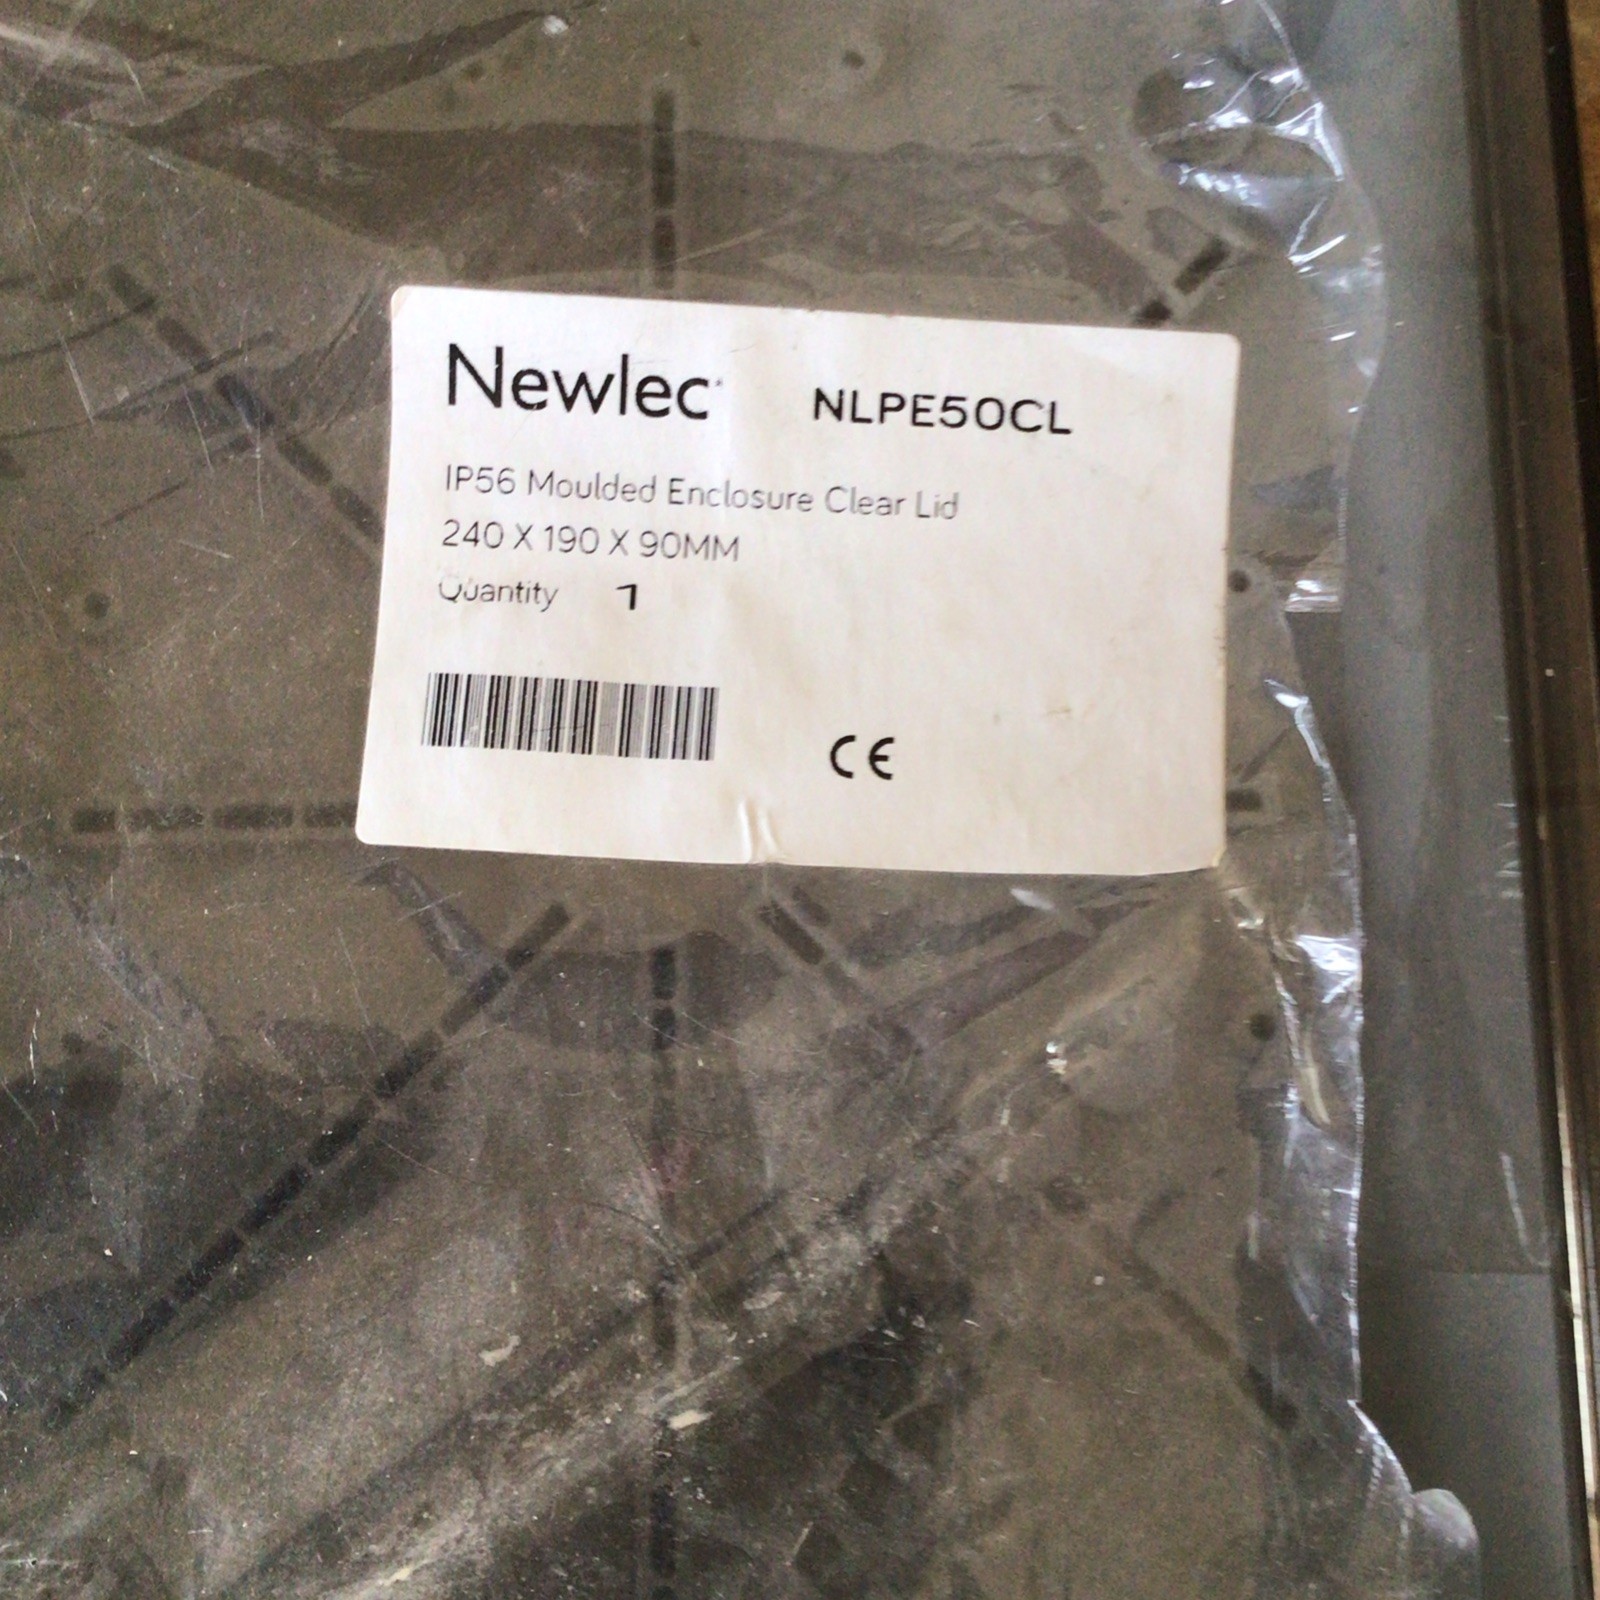 Newlec NLPE50CL
IP56 Moulded Enclosure Clear Lid
240 X 190 X 90MM
Quantity 1
CE